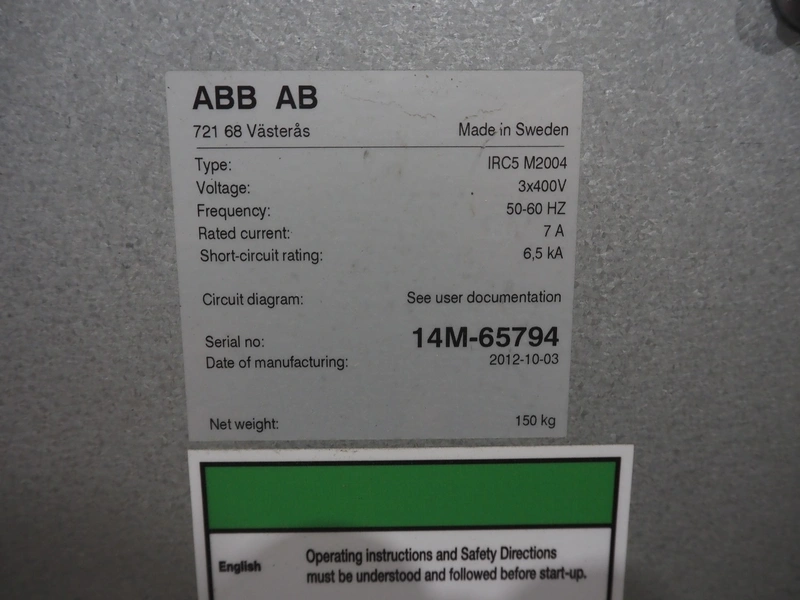 ABB AB
721 68 Västerås Made in Sweden
Type: IRC5 M2004
Voltage: 3x400V
Frequency: 50-60 HZ
Rated current: 7 A
Short-circuit rating: 6,5 kA
Circuit diagram: See user documentation
Serial no: 14M-65794
Date of manufacturing: 2012-10-03
Net weight: 150 kg
English Operating instructions and Safety Directions
must be understood and followed before start-up.